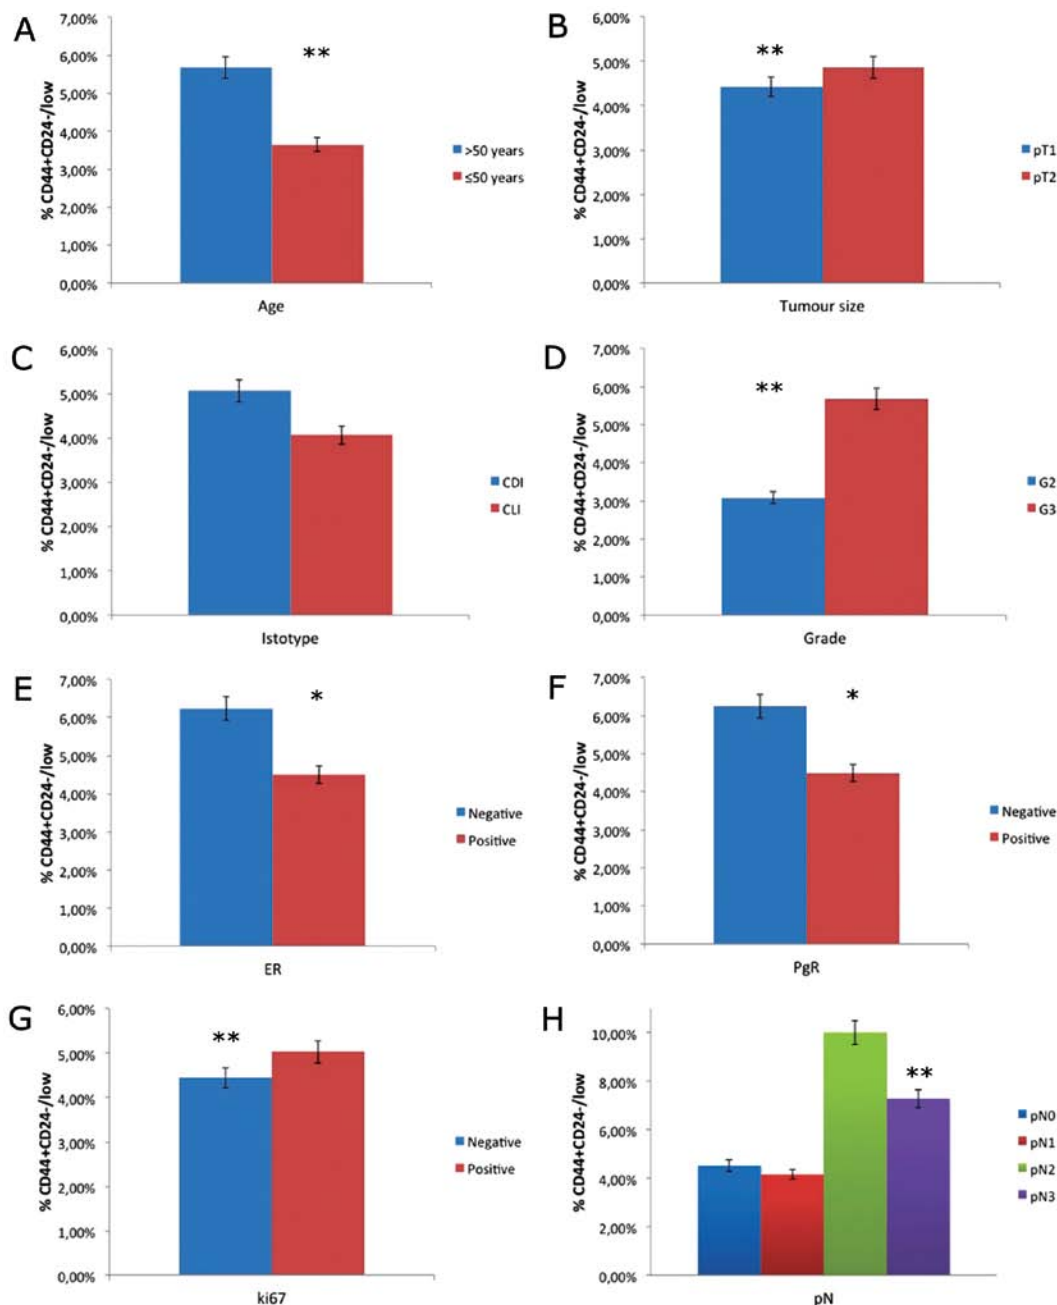 A
% CD44+CD24-/low
7,00%
6,00%
5,00%
4,00%
3,00%
2,00%
1,00%
0,00%
**
>50 years
≤50 years
Age
B
% CD44+CD24-/low
6,00%
5,00%
4,00%
3,00%
2,00%
1,00%
0,00%
**
pT1
pT2
Tumour size
C
% CD44+CD24-/low
6,00%
5,00%
4,00%
3,00%
2,00%
1,00%
0,00%
CDI
CLI
Istotype
D
% CD44+CD24-/low
7,00%
6,00%
5,00%
4,00%
3,00%
2,00%
1,00%
0,00%
**
G2
G3
Grade
E
% CD44+CD24-/low
7,00%
6,00%
5,00%
4,00%
3,00%
2,00%
1,00%
0,00%
*
Negative
Positive
ER
F
% CD44+CD24-/low
7,00%
6,00%
5,00%
4,00%
3,00%
2,00%
1,00%
0,00%
*
Negative
Positive
PgR
G
% CD44+CD24-/low
6,00%
5,00%
4,00%
3,00%
2,00%
1,00%
0,00%
**
Negative
Positive
ki67
H
% CD44+CD24-/low
10,00%
8,00%
6,00%
4,00%
2,00%
0,00%
**
pN0
pN1
pN2
pN3
pN